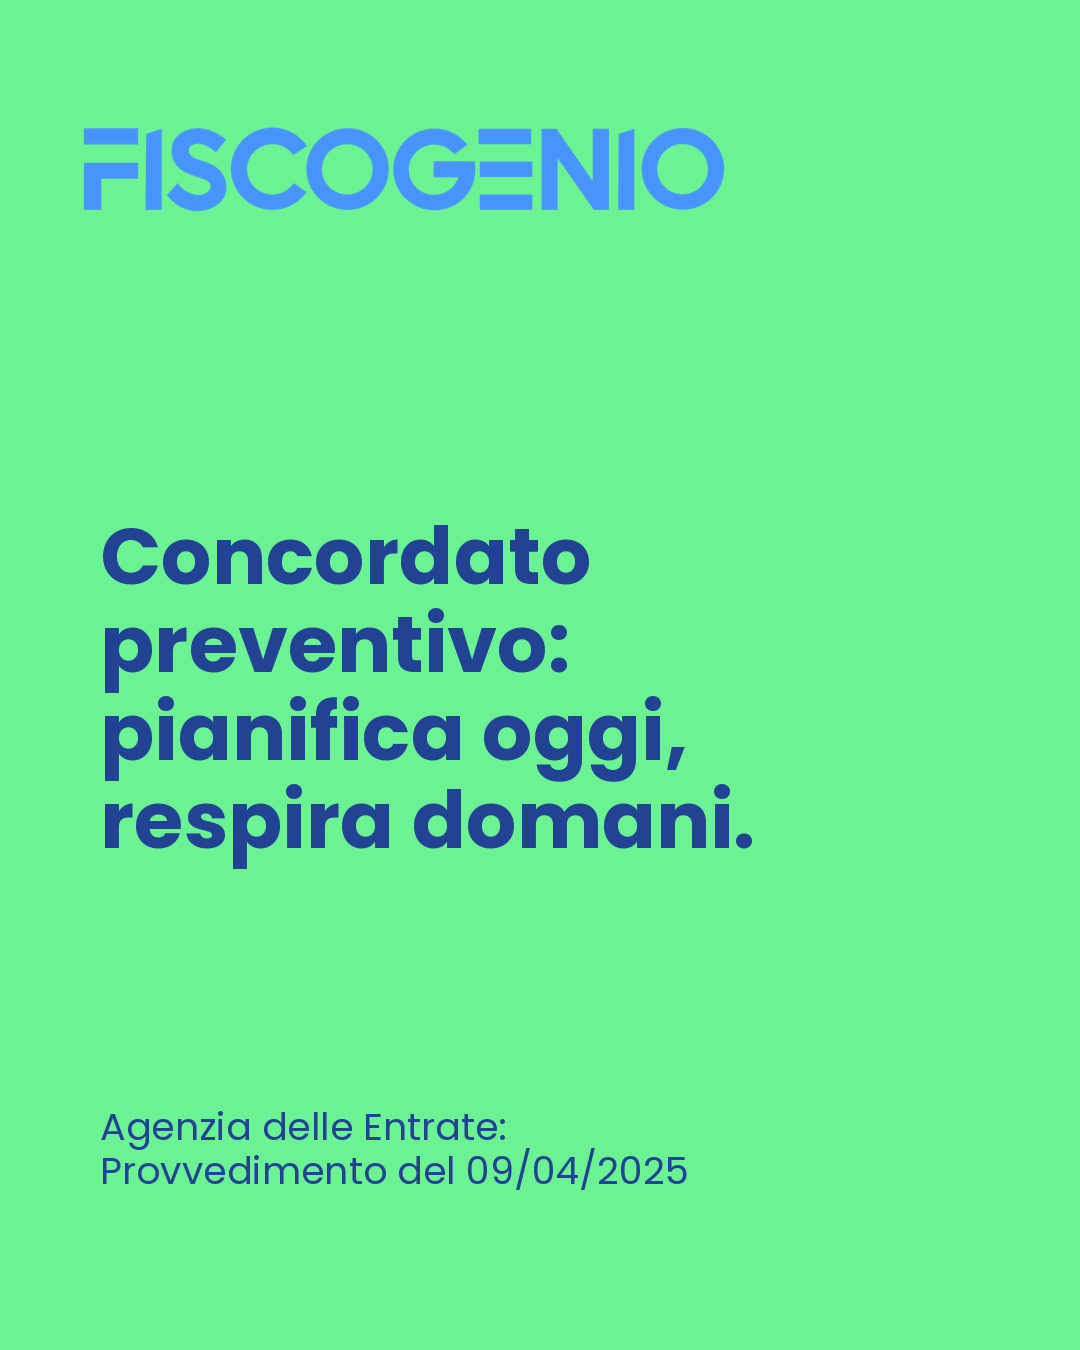 FISCOGENIO
Concordato
preventivo:
pianifica oggi,
respira domani.
Agenzia delle Entrate:
Provvedimento del 09/04/2025